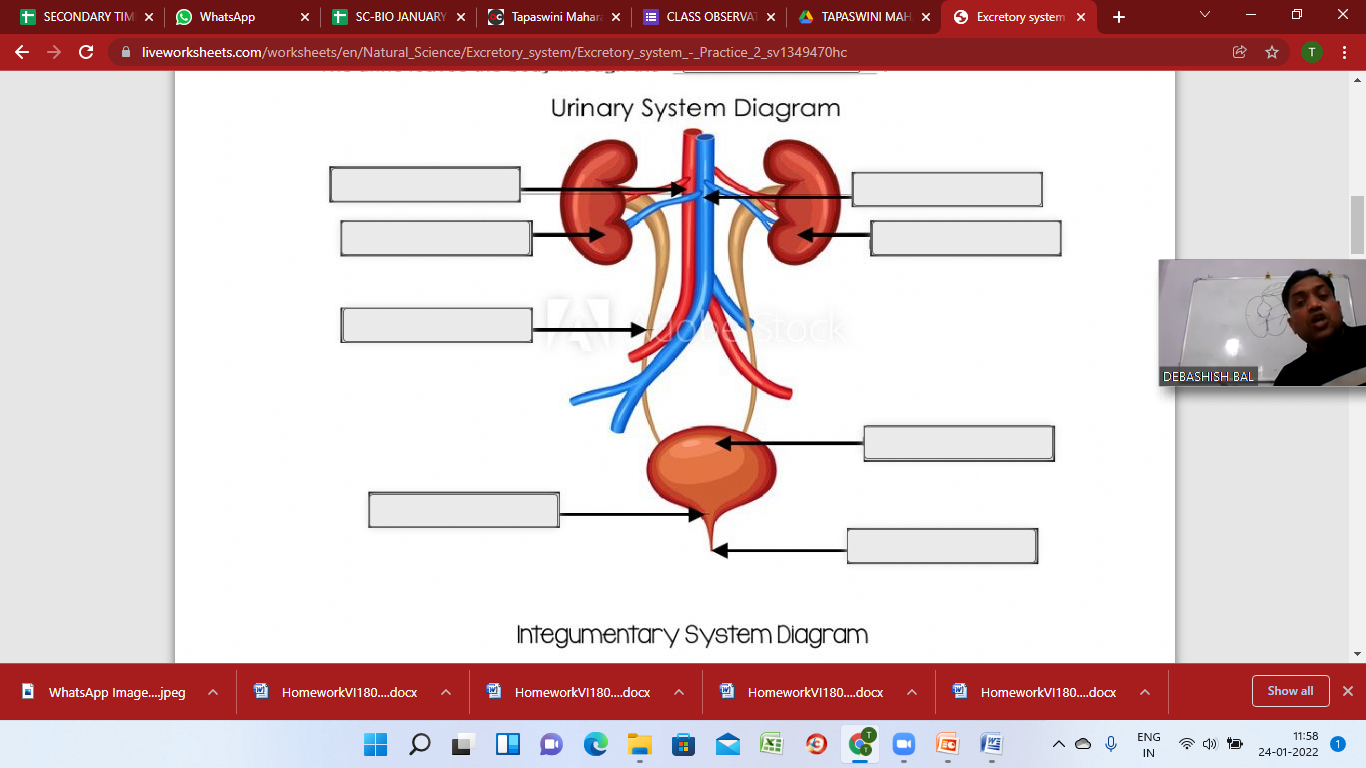 SECONDARY TIM
WhatsApp
SC-BIO JANUARY
Tapaswini Mahar
CLASS OBSERVAT
TAPASWINI MAH
Excretory system
liveworksheets.com/worksheets/en/Natural_Science/Excretory_system/Excretory_system_-_Practice_2_sv1349470hc
T
Urinary System Diagram
Adobe Stock
DEBASHISH BAL
Integumentary System Diagram
WhatsApp Image....jpeg
HomeworkVI180....docx
HomeworkVI180....docx
HomeworkVI180....docx
HomeworkVI180....docx
Show all
T
ENG
IN
11:58
24-01-2022
1